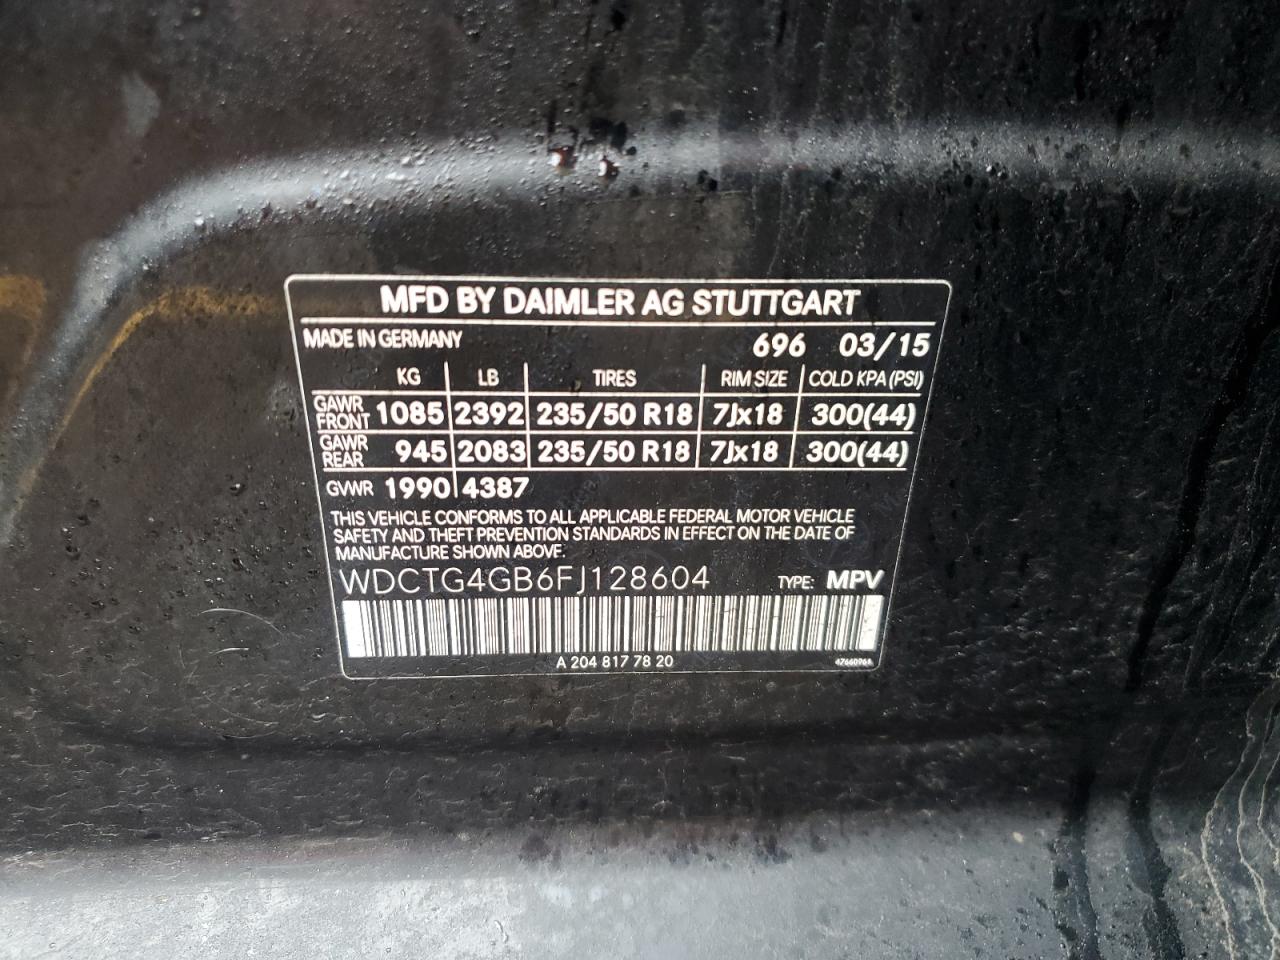 MFD BY DAIMLER AG STUTTGART
MADE IN GERMANY 696 03/15
KG LB TIRES RIM SIZE COLD KPA (PSI)
GAWR FRONT 1085 2392 235/50 R18 7Jx18 300(44)
GAWR REAR 945 2083 235/50 R18 7Jx18 300(44)
GVWR 1990 4387
THIS VEHICLE CONFORMS TO ALL APPLICABLE FEDERAL MOTOR VEHICLE
SAFETY AND THEFT PREVENTION STANDARDS IN EFFECT ON THE DATE OF
MANUFACTURE SHOWN ABOVE.
WDCTG4GB6FJ128604 TYPE: MPV
A 204 817 78 20 4766096A